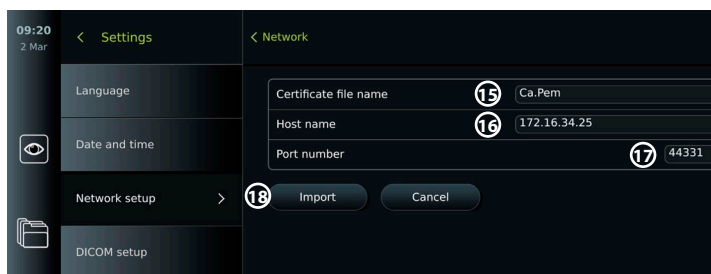 09:20
2 Mar
Settings
Network
Language
Date and time
Network setup
DICOM setup
Certificate file name 15 Ca.Pem
Host name 16 172.16.34.25
Port number 17 44331
18 Import Cancel